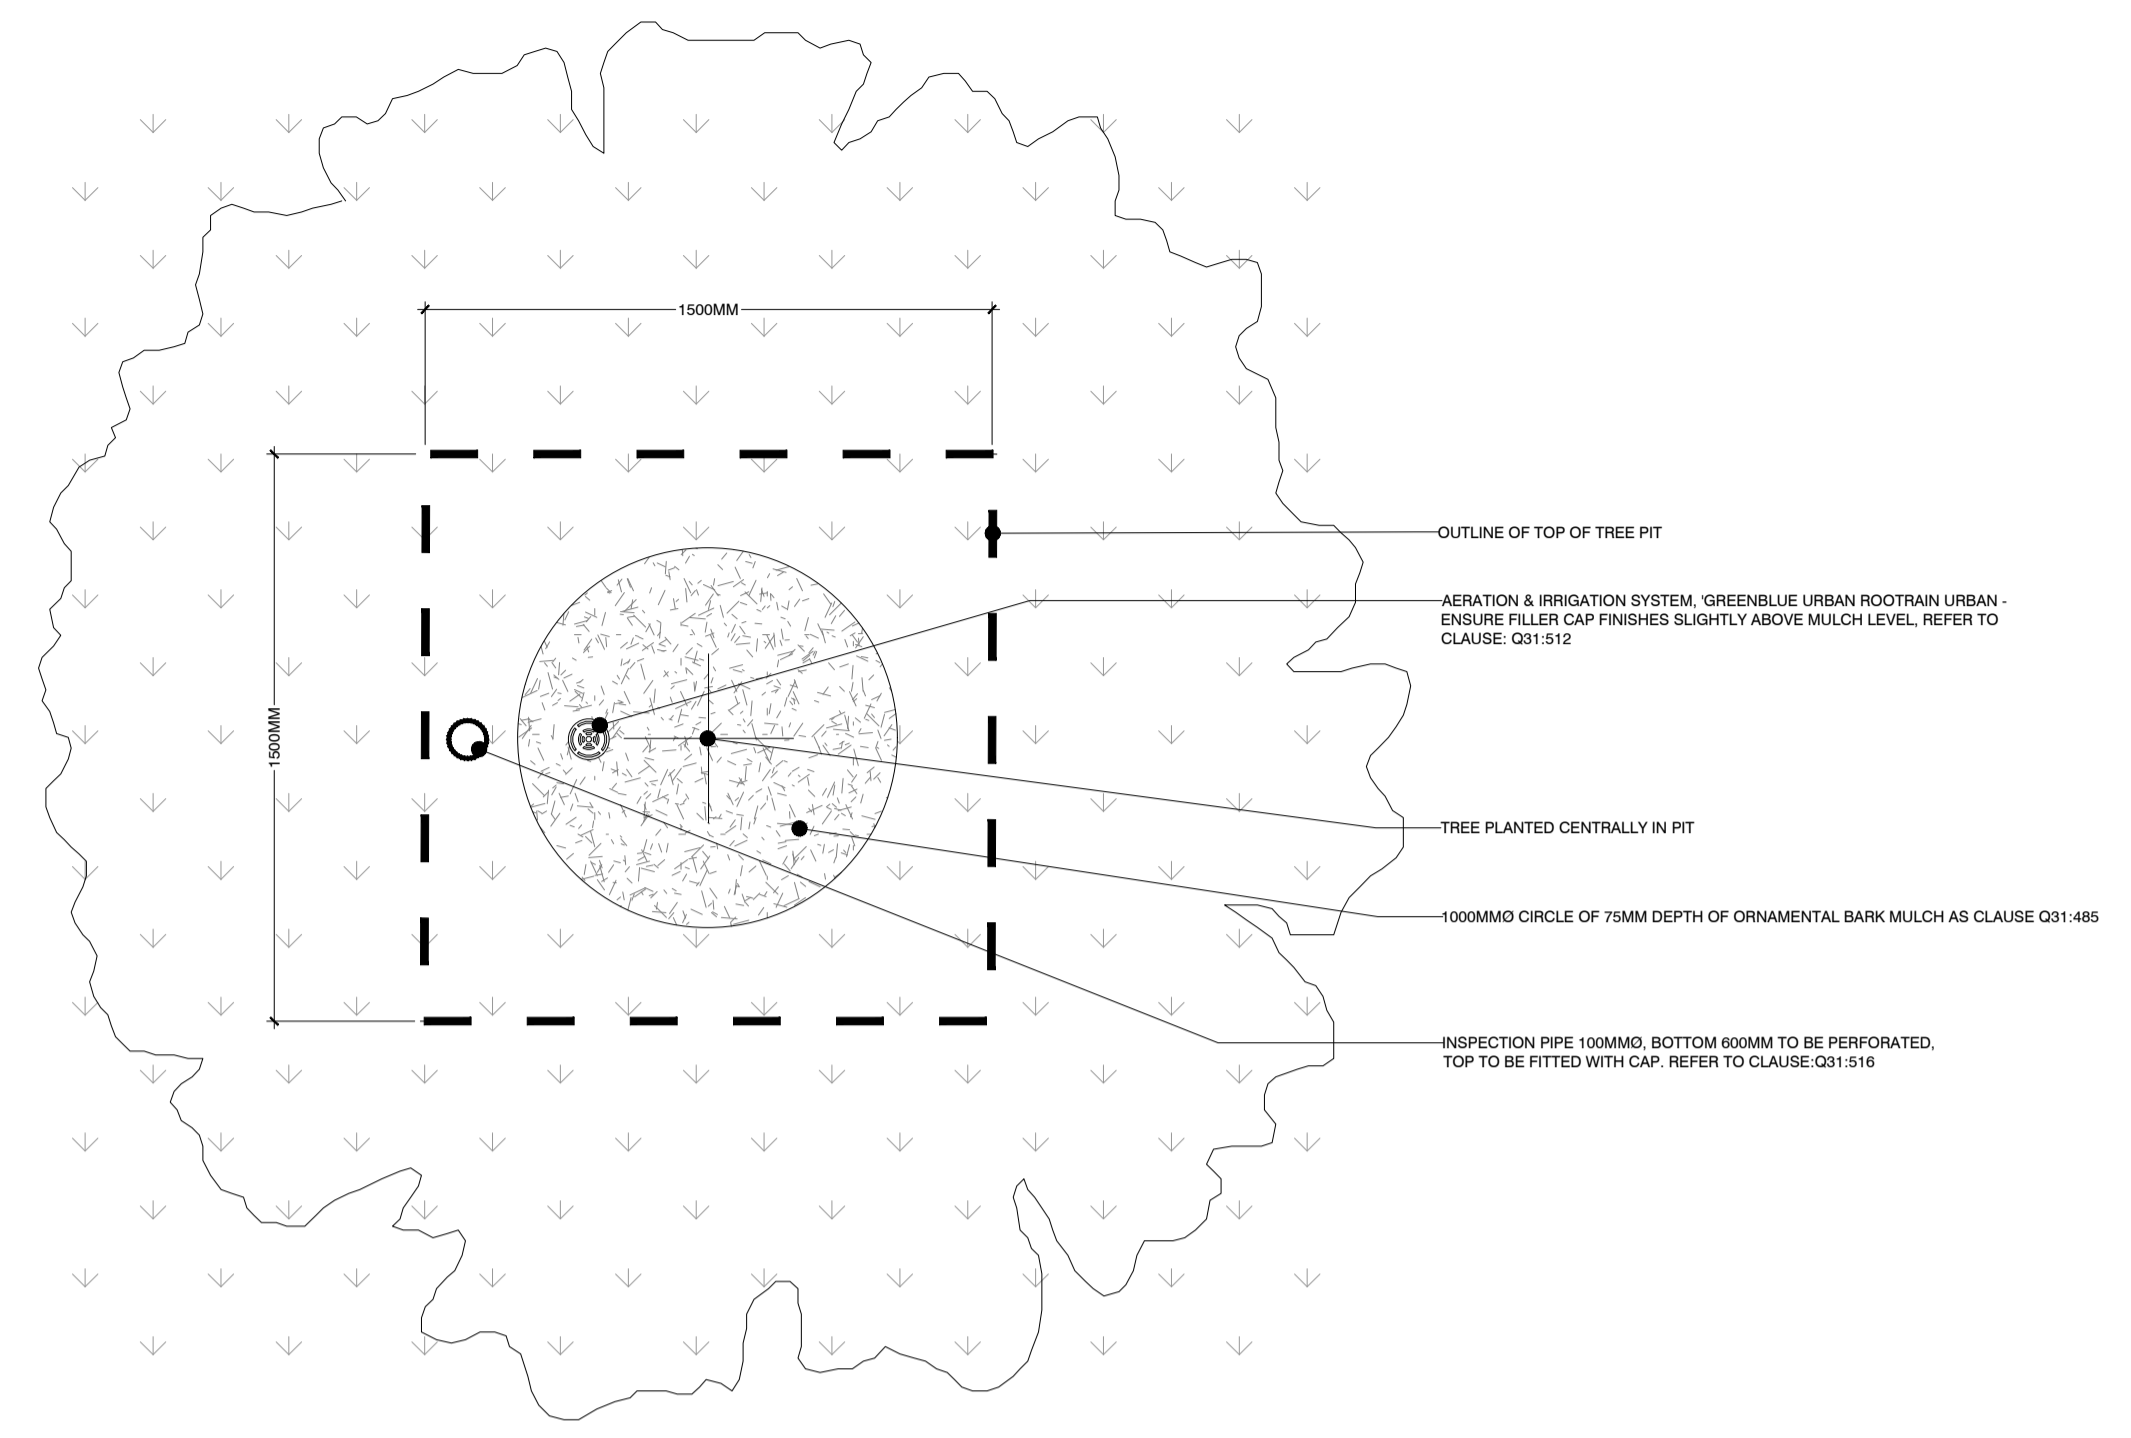 1500MM
OUTLINE OF TOP OF TREE PIT
AERATION & IRRIGATION SYSTEM, 'GREENBLUE URBAN ROOTRAIN URBAN -
ENSURE FILLER CAP FINISHES SLIGHTLY ABOVE MULCH LEVEL, REFER TO
CLAUSE: Q31:512
1500MM
TREE PLANTED CENTRALLY IN PIT
1000MMØ CIRCLE OF 75MM DEPTH OF ORNAMENTAL BARK MULCH AS CLAUSE Q31:485
INSPECTION PIPE 100MMØ, BOTTOM 600MM TO BE PERFORATED,
TOP TO BE FITTED WITH CAP. REFER TO CLAUSE:Q31:516